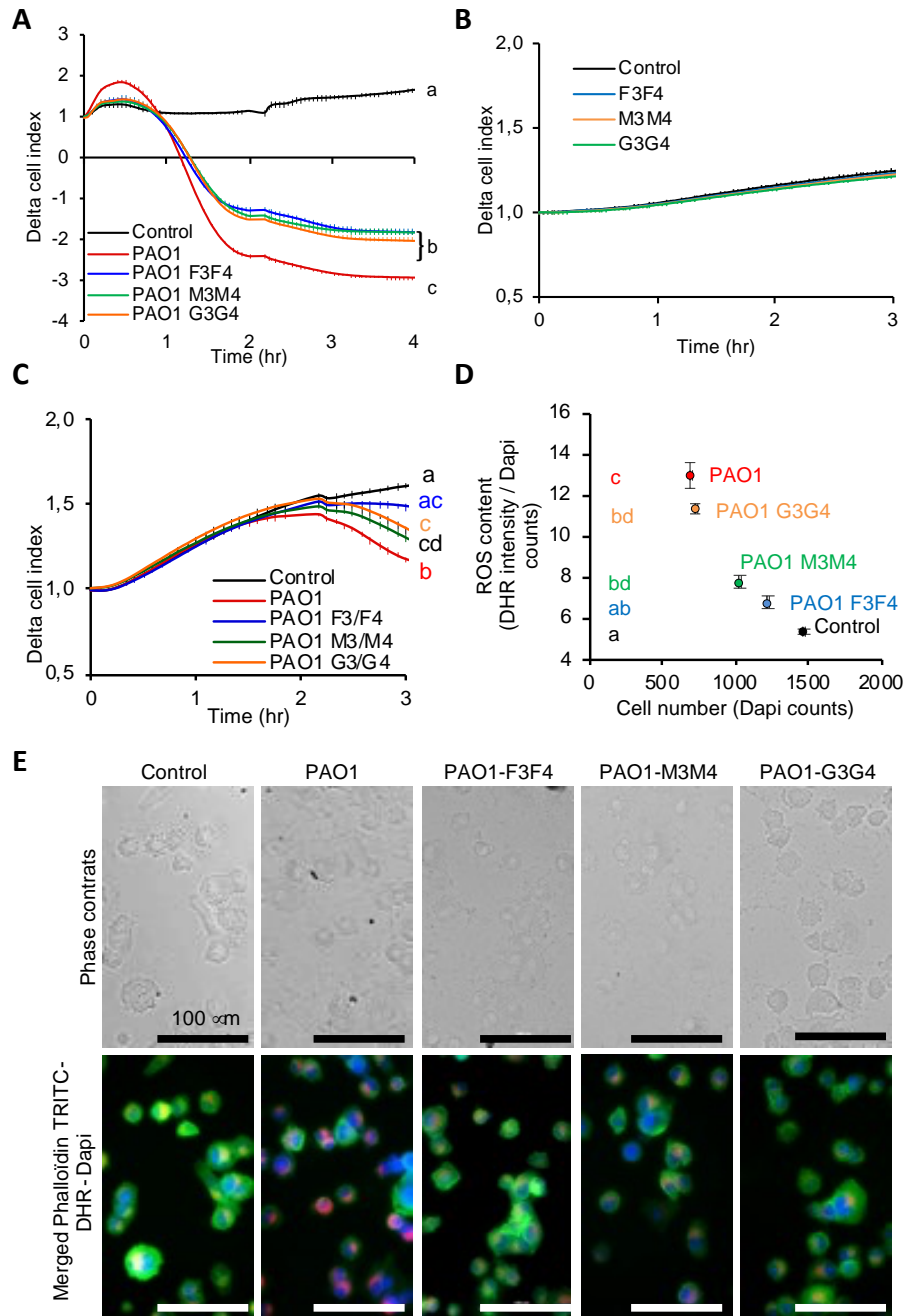 A
Delta cell index
3
2
1
0
-1
-2
-3
-4
a
b
c
Control
PAO1
PAO1 F3F4
PAO1 M3M4
PAO1 G3G4
0 1 2 3 4
Time (hr)
B
Delta cell index
2,0
1,5
1,0
0,5
Control
F3F4
M3M4
G3G4
0 1 2 3
Time (hr)
C
Delta cell index
2,0
1,5
1,0
0,5
a
ac
c
cd
b
Control
PAO1
PAO1 F3/F4
PAO1 M3/M4
PAO1 G3/G4
0 1 2 3
Time (hr)
D
ROS content
(DHR intensity / Dapi
counts)
16
14
12
10
8
6
4
c PAO1
bd PAO1 G3G4
bd PAO1 M3M4
ab PAO1 F3F4
a Control
0 500 1000 1500 2000
Cell number (Dapi counts)
E
Control PAO1 PAO1-F3F4 PAO1-M3M4 PAO1-G3G4
Phase contrats
100 ∝m
Merged Phalloïdin TRITC-
DHR - Dapi